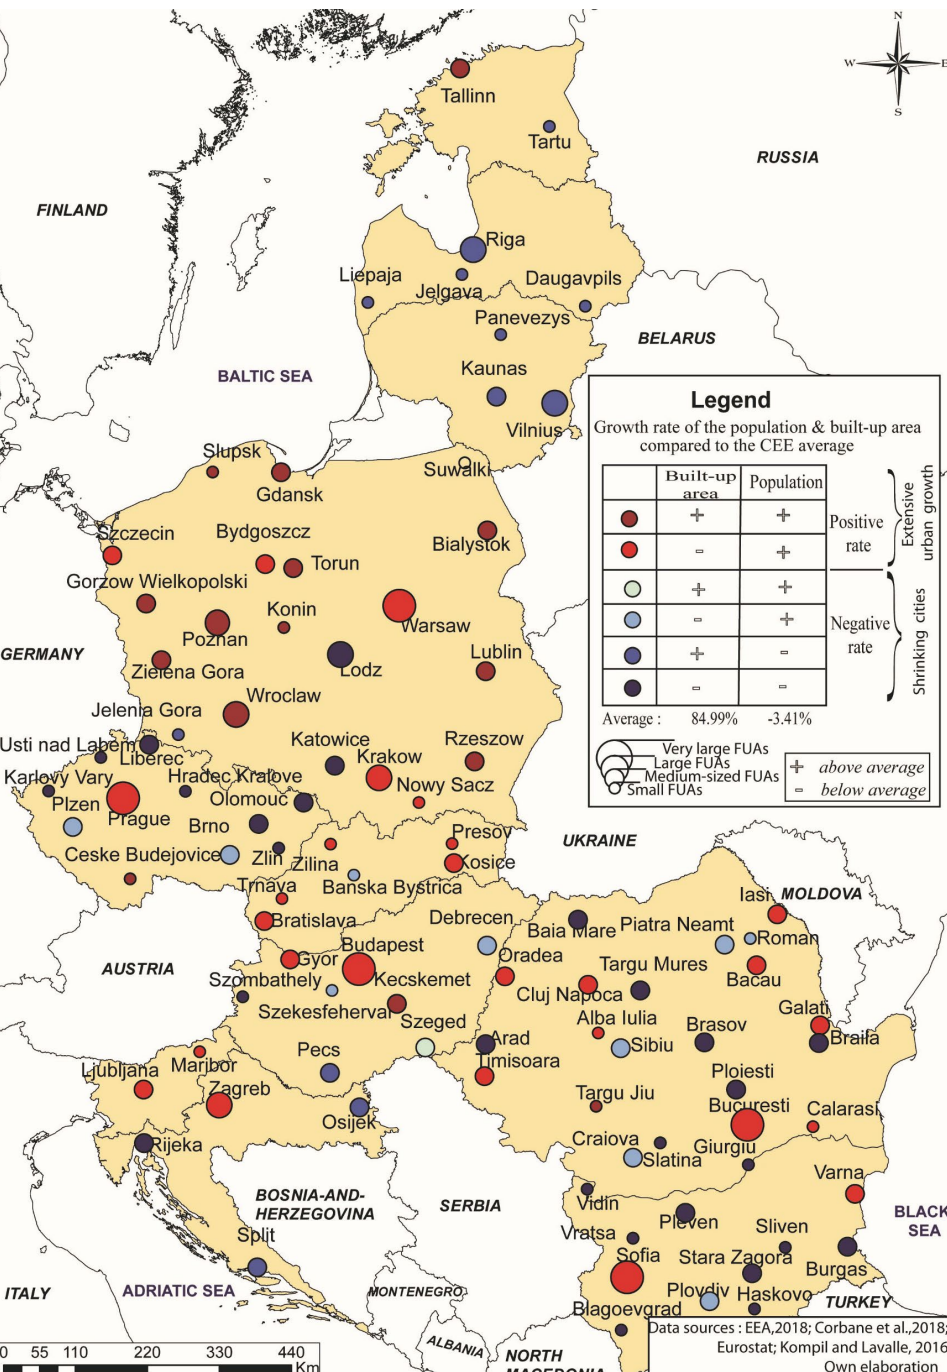 N
W
E
S
Tallinn
Tartu
RUSSIA
FINLAND
Riga
Liepaja
Jelgava
Daugavpils
Panevezys
BELARUS
BALTIC SEA
Kaunas
Vilnius
Legend
Growth rate of the population & built-up area
compared to the CEE average
Built-up
area
Population
+ +
Positive
rate
- +
Extensive
urban growth
+ +
- +
Negative
rate
+ -
- -
Shrinking cities
Average : 84.99% -3.41%
Very large FUAs
Large FUAs
Medium-sized FUAs
Small FUAs
+ above average
- below average
Slupsk
Suwalki
Gdansk
Szczecin
Bydgoszcz
Bialystok
Torun
Gorzow Wielkopolski
Konin
Warsaw
Poznan
GERMANY
Lodz
Lublin
Zielena Gora
Wroclaw
Jelenia Gora
Usti nad Labem
Liberec
Katowice
Krakow
Rzeszow
Karlovy Vary
Hradec Kralove
Nowy Sacz
Plzen
Prague
Olomouc
Brno
Presov
UKRAINE
Ceske Budejovice
Zlin
Zilina
Kosice
Banska Bystrica
Trnava
Iasi
MOLDOVA
Bratislava
Debrecen
Baia Mare
Piatra Neamt
Roman
Budapest
Gyor
Oradea
AUSTRIA
Szombathely
Kecskemet
Targu Mures
Bacau
Cluj Napoca
Szekesfehervar
Szeged
Galati
Alba Iulia
Brasov
Braila
Arad
Sibiu
Pecs
Timisoara
Maribor
Ljubljana
Zagreb
Ploiesti
Targu Jiu
Bucuresti
Calarasi
Osijek
Craiova
Giurgiu
Rijeka
Slatina
Varna
BOSNIA-AND-
HERZEGOVINA
SERBIA
Vidin
BLACK
SEA
Pleven
Vratsa
Sliven
Split
Sofia
Stara Zagora
Burgas
ITALY
ADRIATIC SEA
MONTENEGRO
Plovdiv
Haskovo
TURKEY
Blagoevgrad
ALBANIA
NORTH
MACEDONIA
0 55 110 220 330 440
Km
Data sources : EEA,2018; Corbane et al.,2018;
Eurostat; Kompil and Lavalle, 2016
Own elaboration